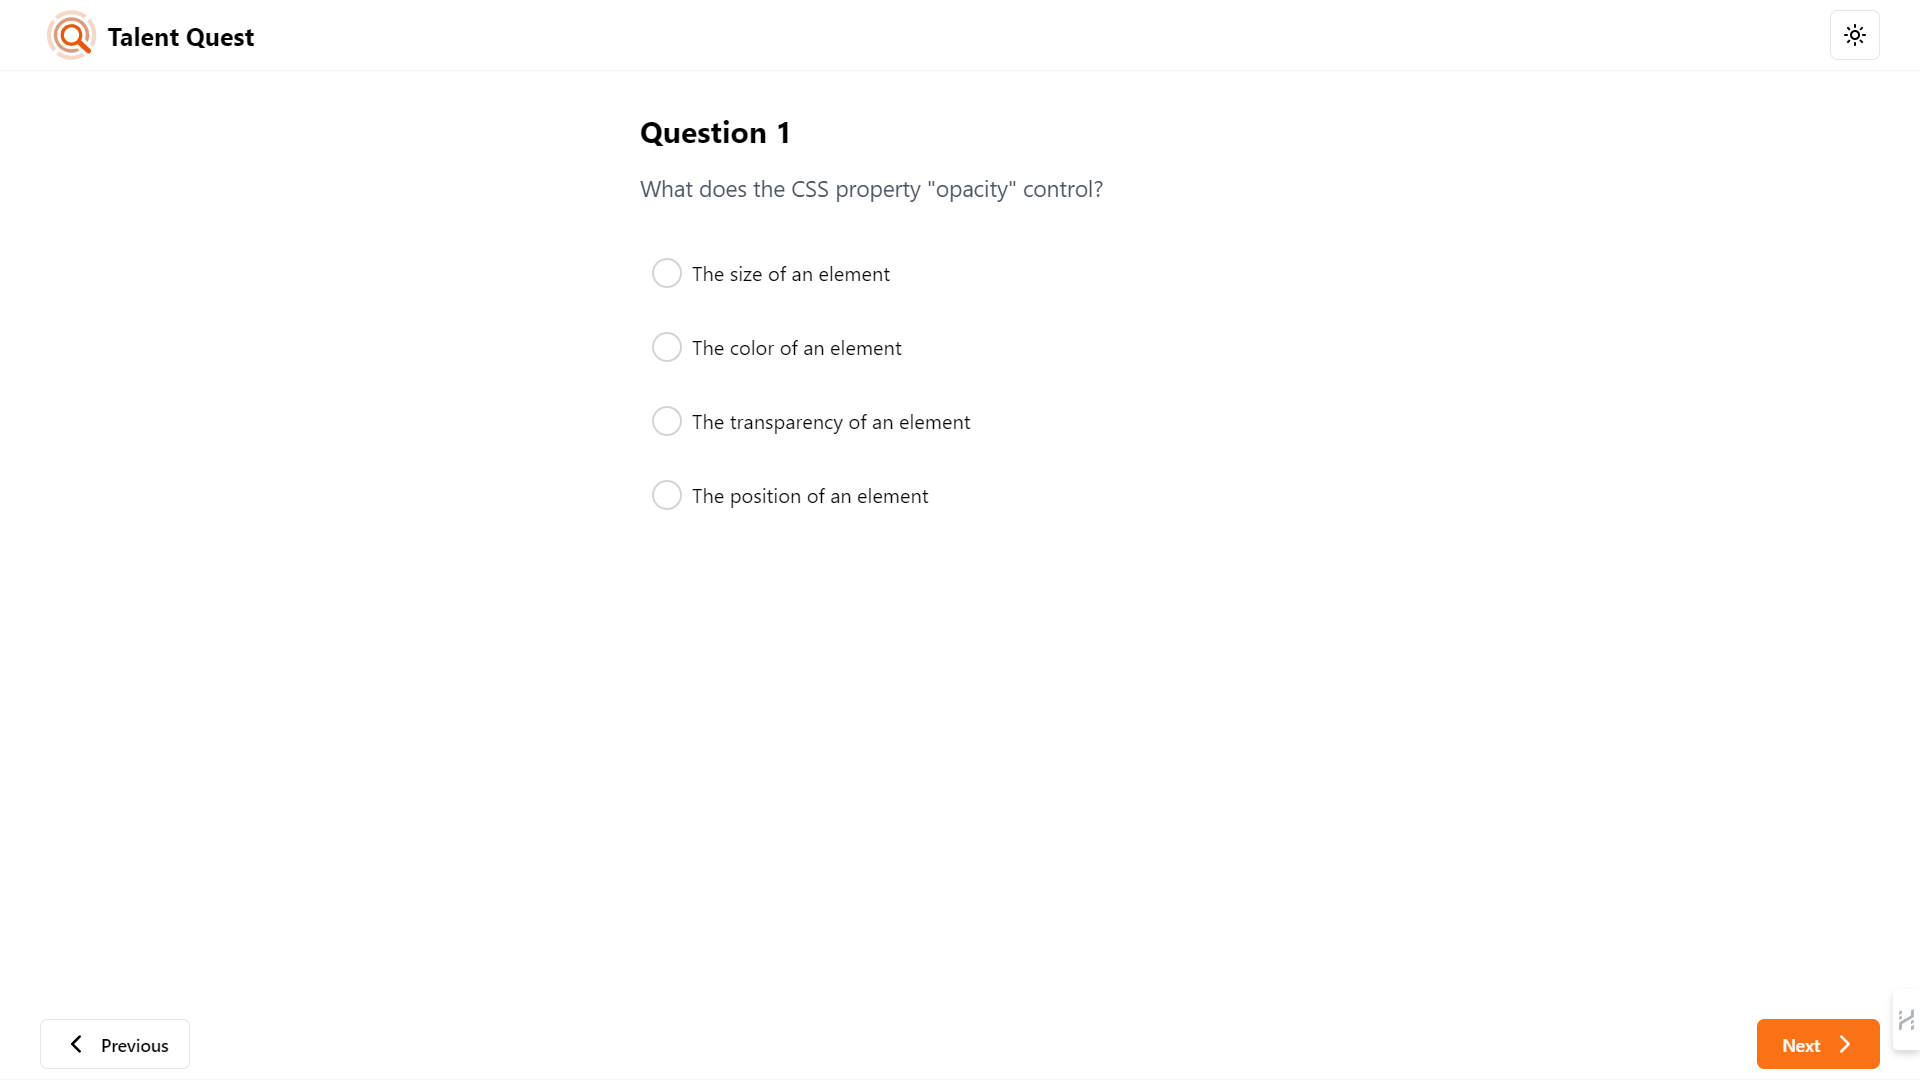 Talent Quest
Question 1
What does the CSS property "opacity" control?
The size of an element
The color of an element
The transparency of an element
The position of an element
Previous
Next